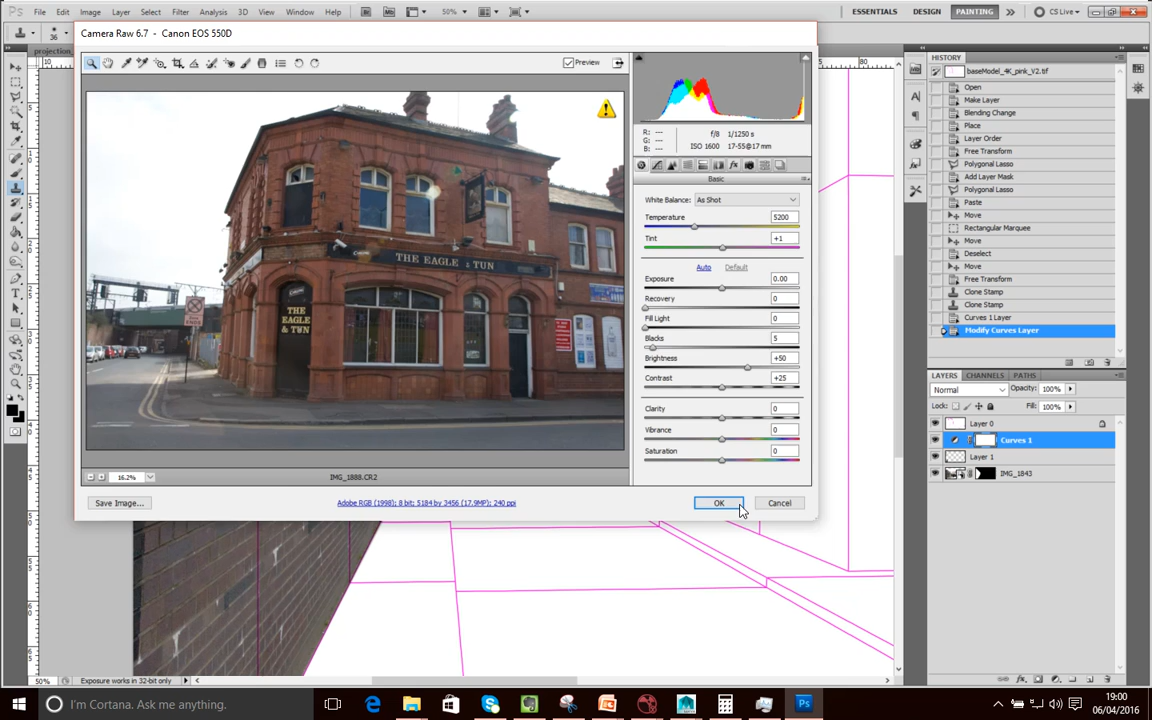 Ps
File
Edit
Image
Layer
Select
Filter
Analysis
3D
View
Window
Help
Br
Mb
50%
ESSENTIALS
DESIGN
PAINTING
CS Live
36
projection_
Camera Raw 6.7 - Canon EOS 550D
Preview
10
80
THE EAGLE & TUN
THE
EAGLE
& TUN
16.2%
IMG_1888.CR2
Save Image...
Adobe RGB (1998); 8 bit; 5184 by 3456 (17.9MP); 240 ppi
OK
Cancel
R: ---
G: ---
B: ---
f/8 1/1250 s
ISO 1600 17-55@17 mm
Basic
White Balance: As Shot
Temperature 5200
Tint +1
Auto Default
Exposure 0.00
Recovery 0
Fill Light 0
Blacks 5
Brightness +50
Contrast +25
Clarity 0
Vibrance 0
Saturation 0
HISTORY
baseModel_4K_pink_V2.tif
Open
Make Layer
Blending Change
Place
Layer Order
Free Transform
Polygonal Lasso
Add Layer Mask
Polygonal Lasso
Paste
Move
Rectangular Marquee
Move
Deselect
Move
Free Transform
Clone Stamp
Clone Stamp
Curves 1 Layer
Modify Curves Layer
LAYERS
CHANNELS
PATHS
Normal
Opacity: 100%
Lock:
Fill: 100%
Layer 0
Curves 1
Layer 1
IMG_1843
50%
Exposure works in 32-bit only
I'm Cortana. Ask me anything.
Ps
19:00
06/04/2016